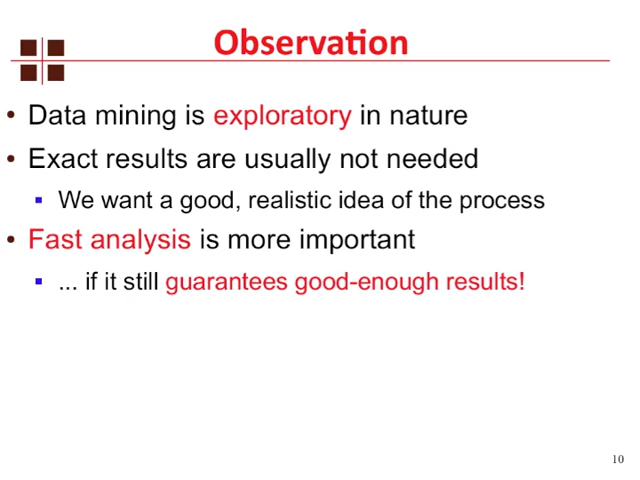 Observation
• Data mining is exploratory in nature
• Exact results are usually not needed
▪ We want a good, realistic idea of the process
• Fast analysis is more important
▪ ... if it still guarantees good-enough results!
10